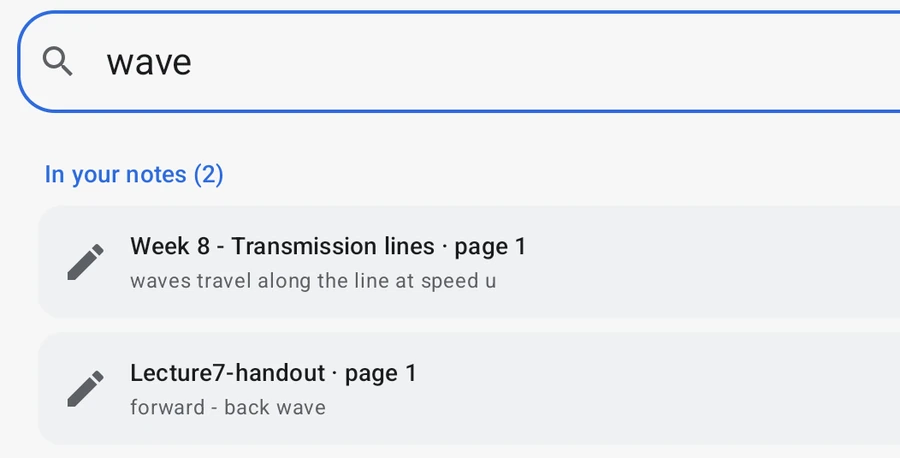 wave
In your notes (2)
Week 8 - Transmission lines · page 1
waves travel along the line at speed u
Lecture7-handout · page 1
forward - back wave